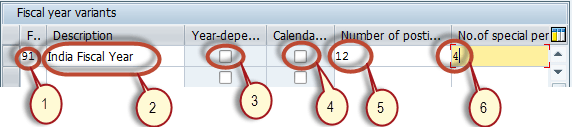 Fiscal year variants
F.. Description Year-depe... Calenda... Number of posti... No.of special per
91 India Fiscal Year 12 4
1 2 3 4 5 6